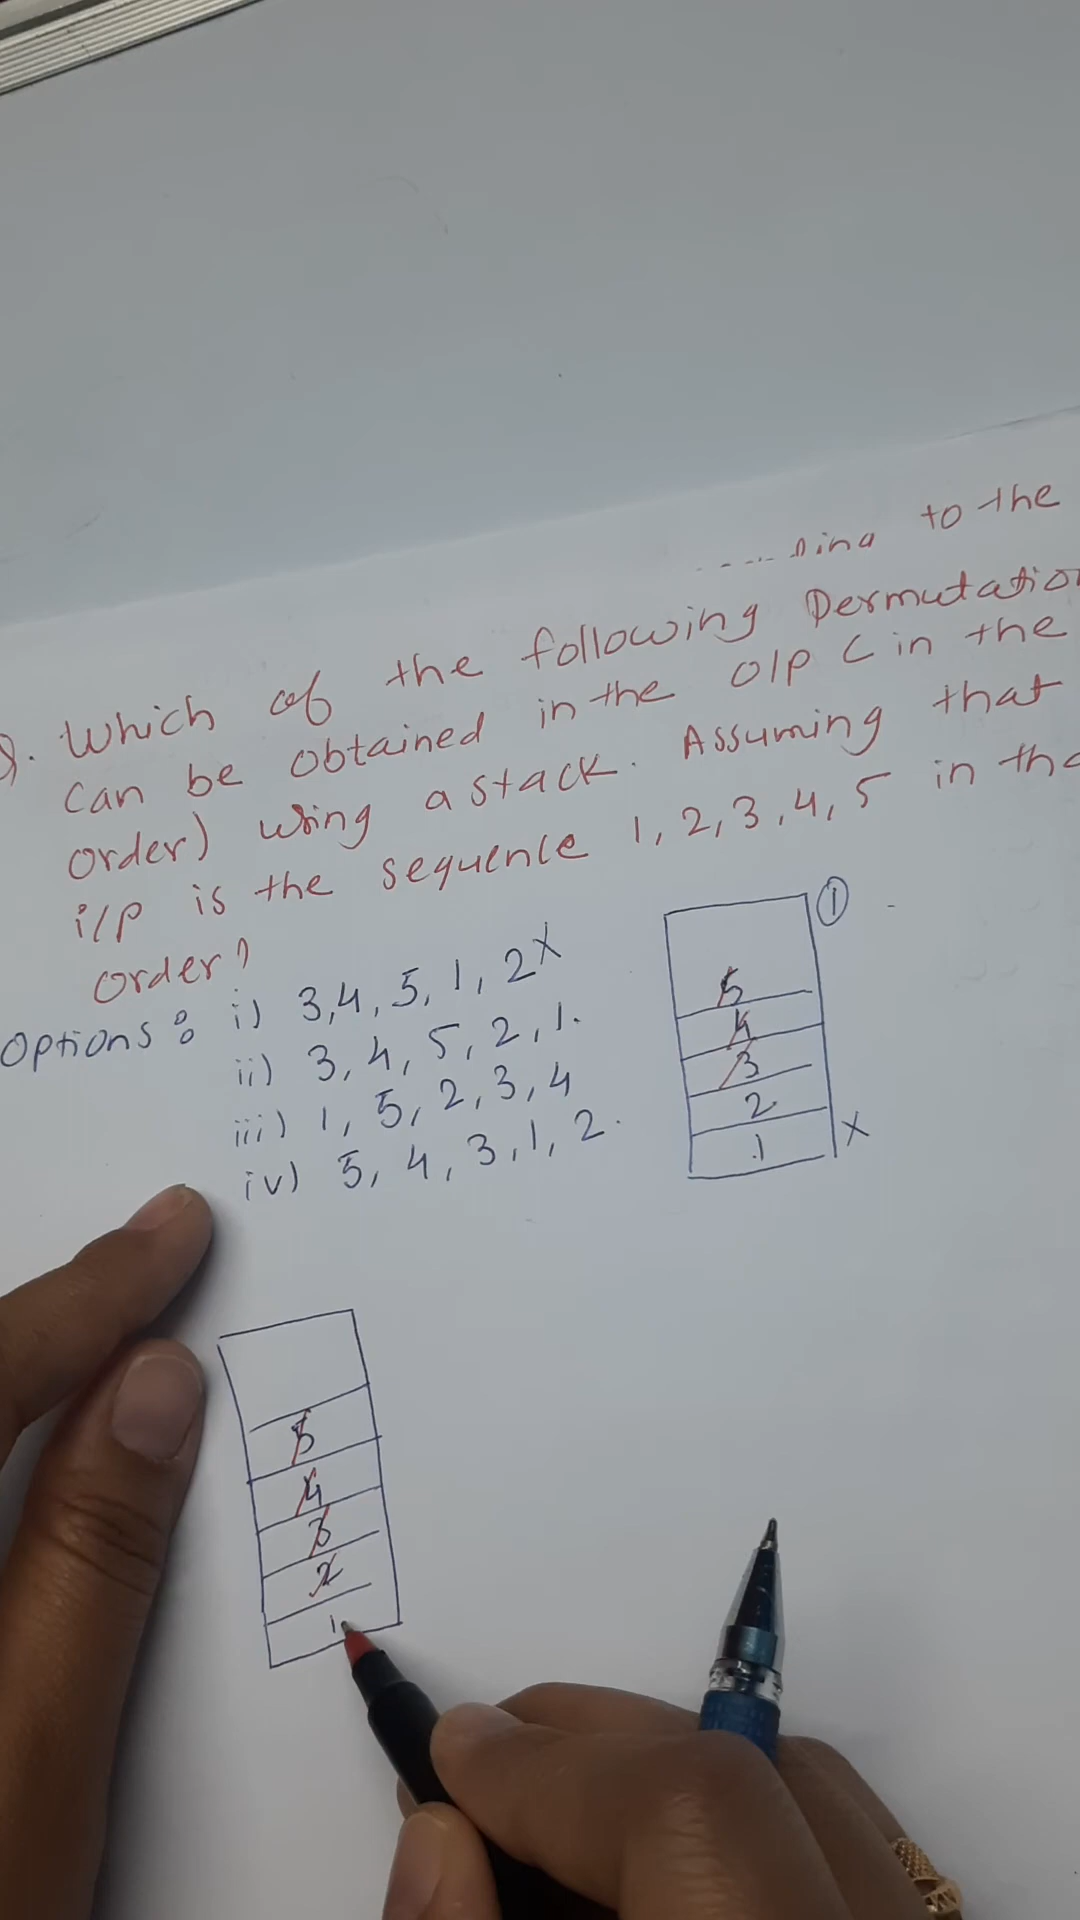 to the
Q. Which of the following Permutation
can be obtained in the o/p (in the
order) using a stack. Assuming that
i/p is the sequence 1, 2, 3, 4, 5 in tha
order?
Options: i) 3,4, 5, 1, 2 X
ii) 3, 4, 5, 2, 1.
iii) 1, 5, 2, 3, 4
iv) 5, 4, 3, 1, 2.
1
5
4
3
2
1 X
5
4
3
2
1